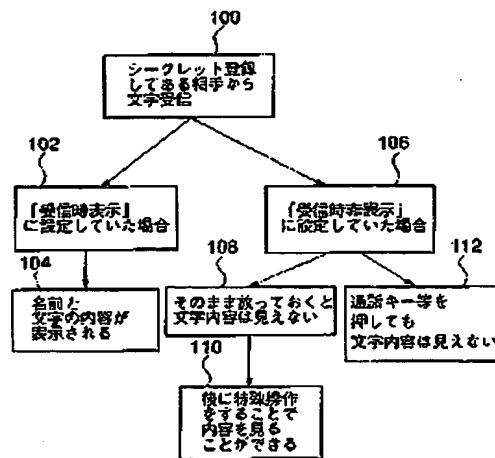 100
シークレット登録
してある相手から
文字受信
102
「受信時表示」
に設定していた場合
106
「受信時非表示」
に設定していた場合
104
名前と
文字の内容が
表示される
108
そのまま放っておくと
文字内容は見えない
112
通話キー等を
押しても
文字内容は見えない
110
後に特殊操作
をすることで
内容を見る
ことができる